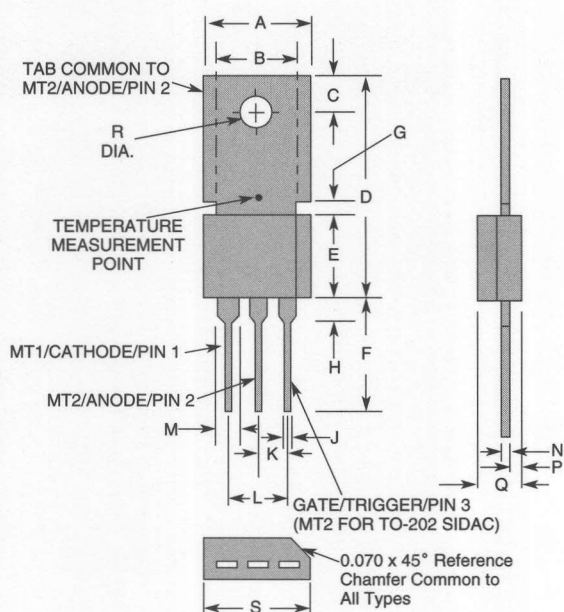 A
B
TAB COMMON TO
MT2/ANODE/PIN 2
C
R
DIA.
G
D
TEMPERATURE
MEASUREMENT
POINT
E
F
H
MT1/CATHODE/PIN 1
MT2/ANODE/PIN 2
M
J
K
N
P
Q
L
GATE/TRIGGER/PIN 3
(MT2 FOR TO-202 SIDAC)
0.070 x 45° Reference
Chamfer Common to
All Types
S